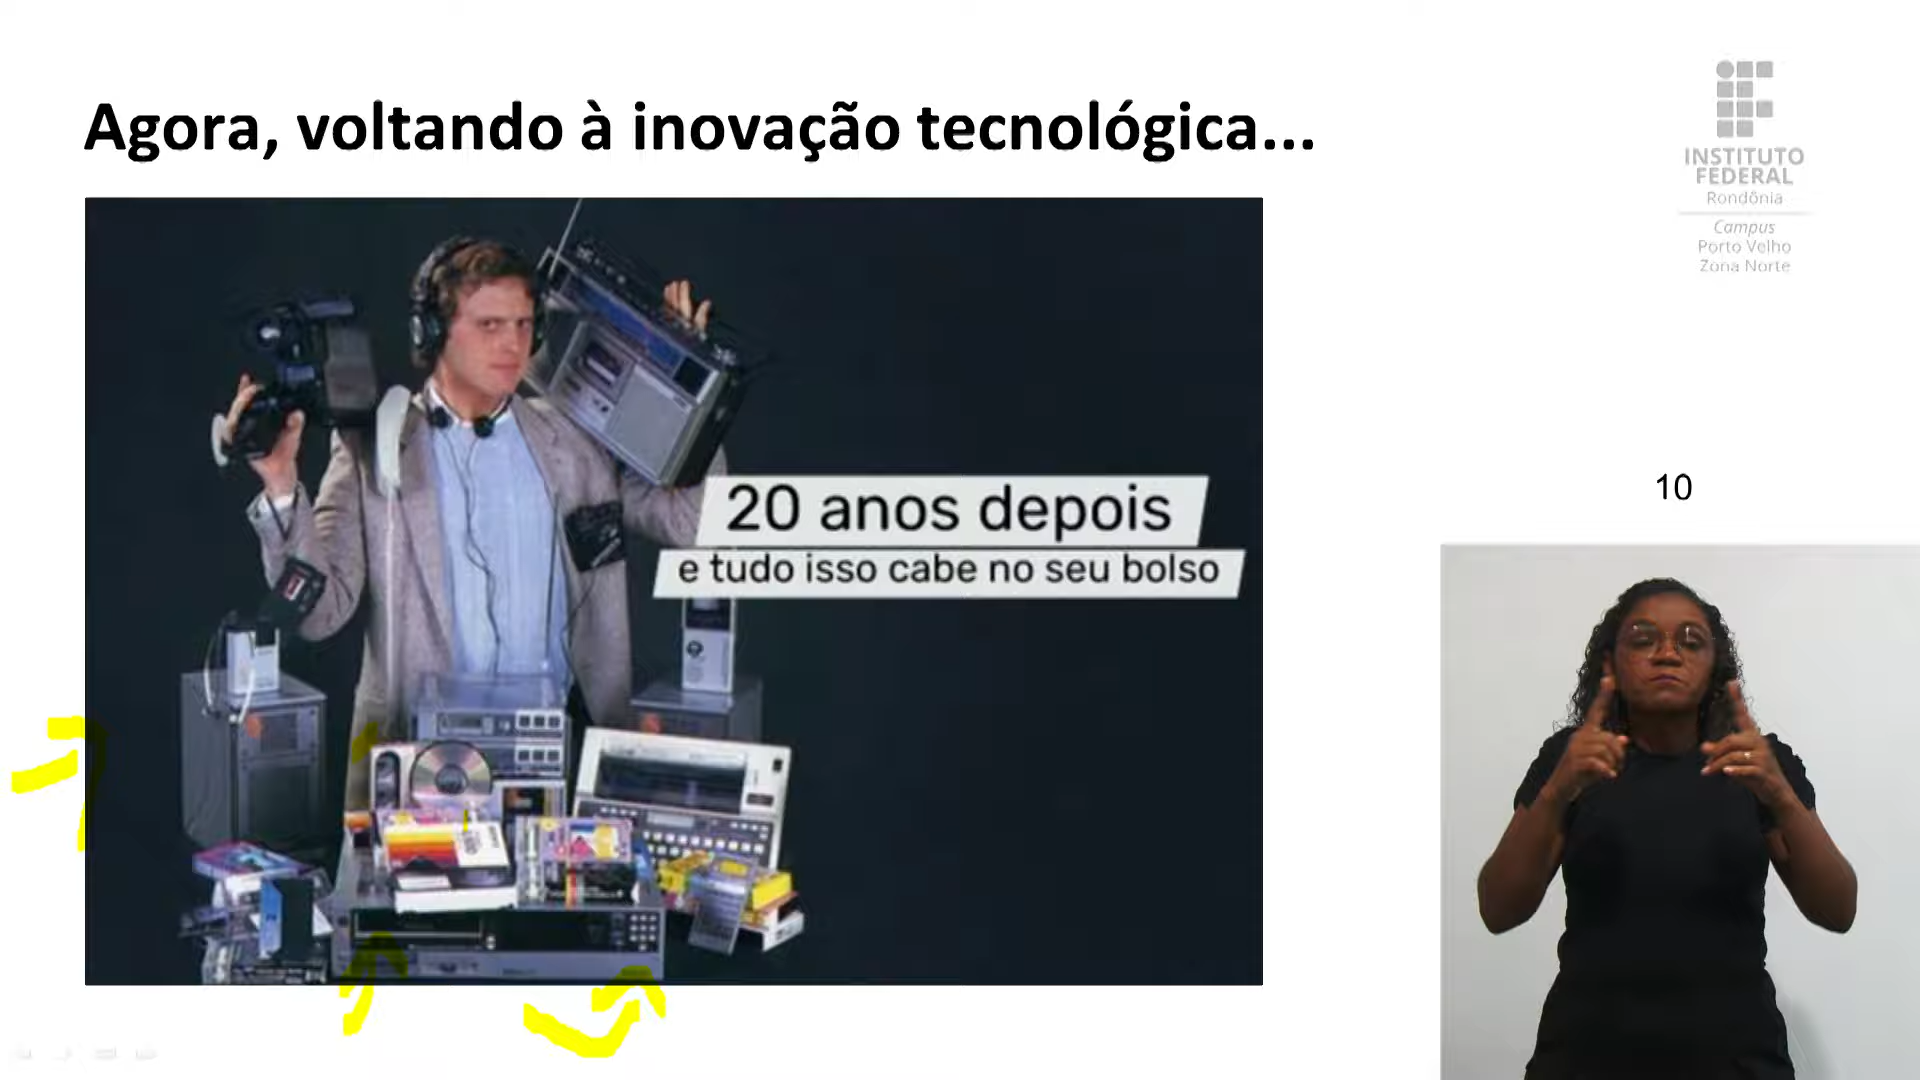 Agora, voltando à inovação tecnológica...
INSTITUTO
FEDERAL
Rondônia
Campus
Porto Velho
Zona Norte
20 anos depois
e tudo isso cabe no seu bolso
10